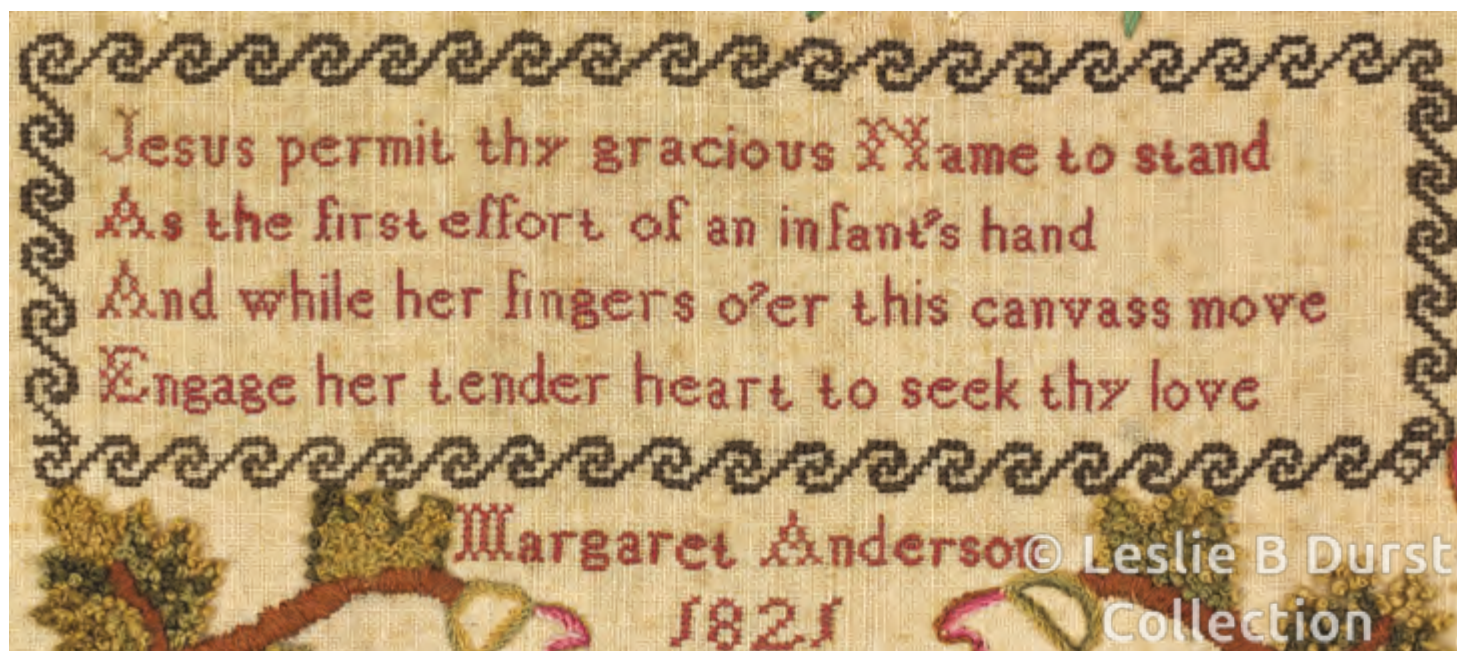 Jesus permit thy gracious Name to stand
As the first effort of an infant's hand
And while her fingers o'er this canvass move
Engage her tender heart to seek thy love
Margaret Anderson
1821
© Leslie B Durst
Collection